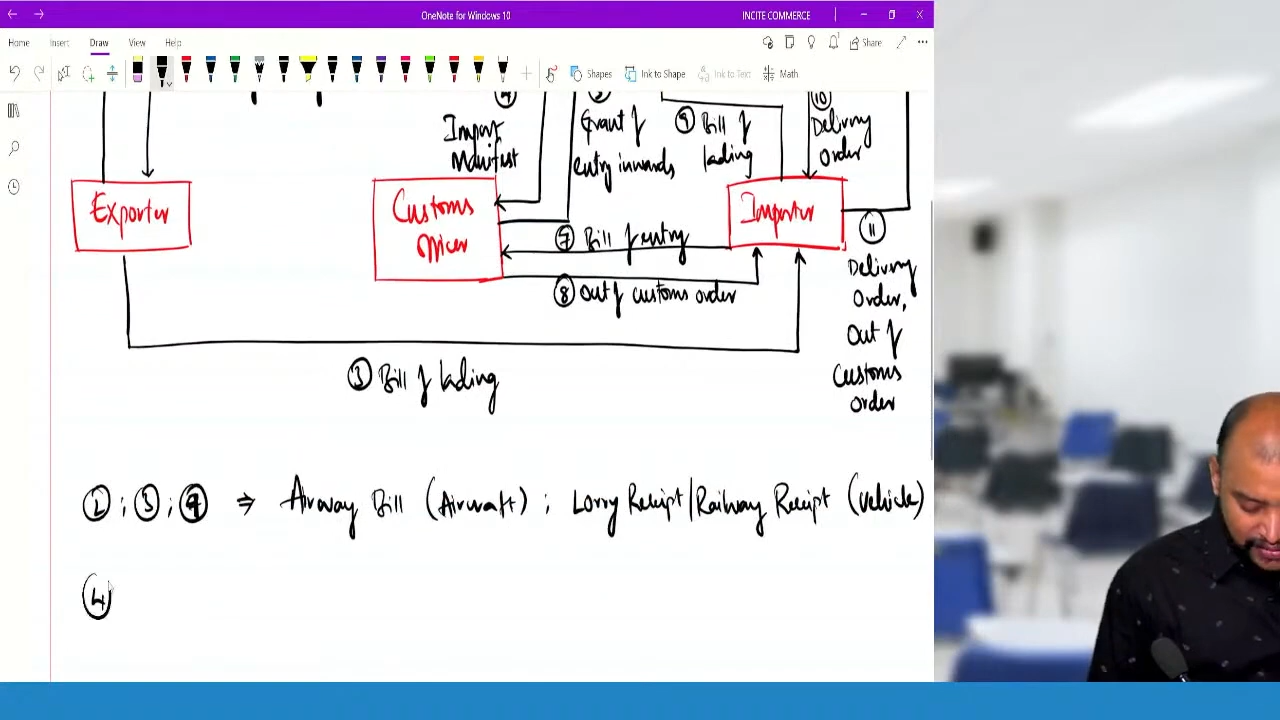 OneNote for Windows 10
INCITE COMMERCE
Home Insert Draw View Help
Share
Shapes Ink to Shape Ink to Text Math
4
Import
Manifest
Grant of
entry inwards
9 Bill of
lading
10
Delivery
Order
Exporter
Customs
Officer
Importer
7 Bill of entry
8 Out of customs order
11
Delivery
Order,
Out of
Customs
Order
3 Bill of lading
2 ; 3 ; 9 ⇒ Airway Bill (Aircraft) ; Lorry Receipt/Railway Receipt (Vehicle)
4